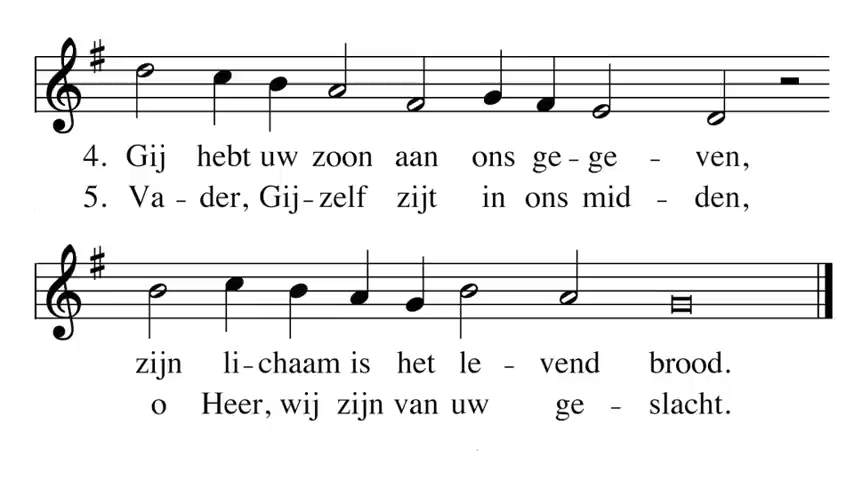 4. Gij hebt uw zoon aan ons ge - ge - ven,
5. Va - der, Gij - zelf zijt in ons mid - den,
zijn li - chaam is het le - vend brood.
o Heer, wij zijn van uw ge - slacht.